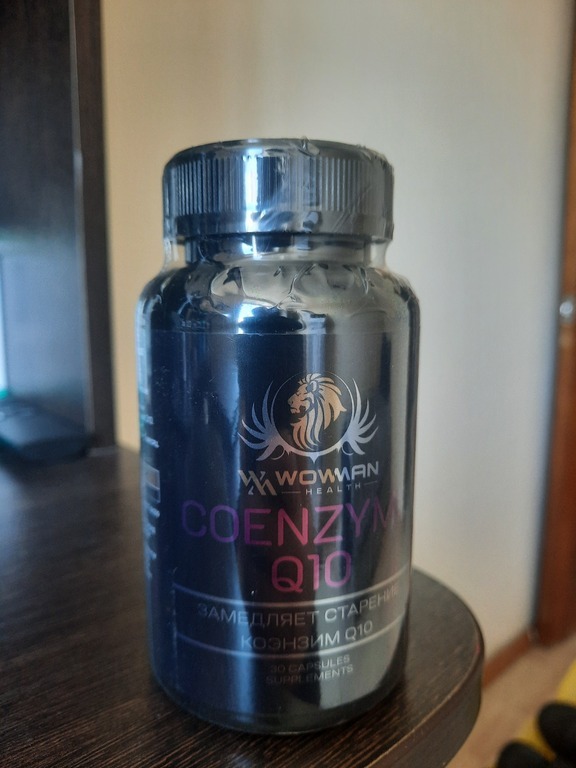 WOWMAN
HEALTH
COENZYM
Q10
ЗАМЕДЛЯЕТ СТАРЕНИЕ
КОЭНЗИМ Q10
30 CAPSULES
SUPPLEMENTS